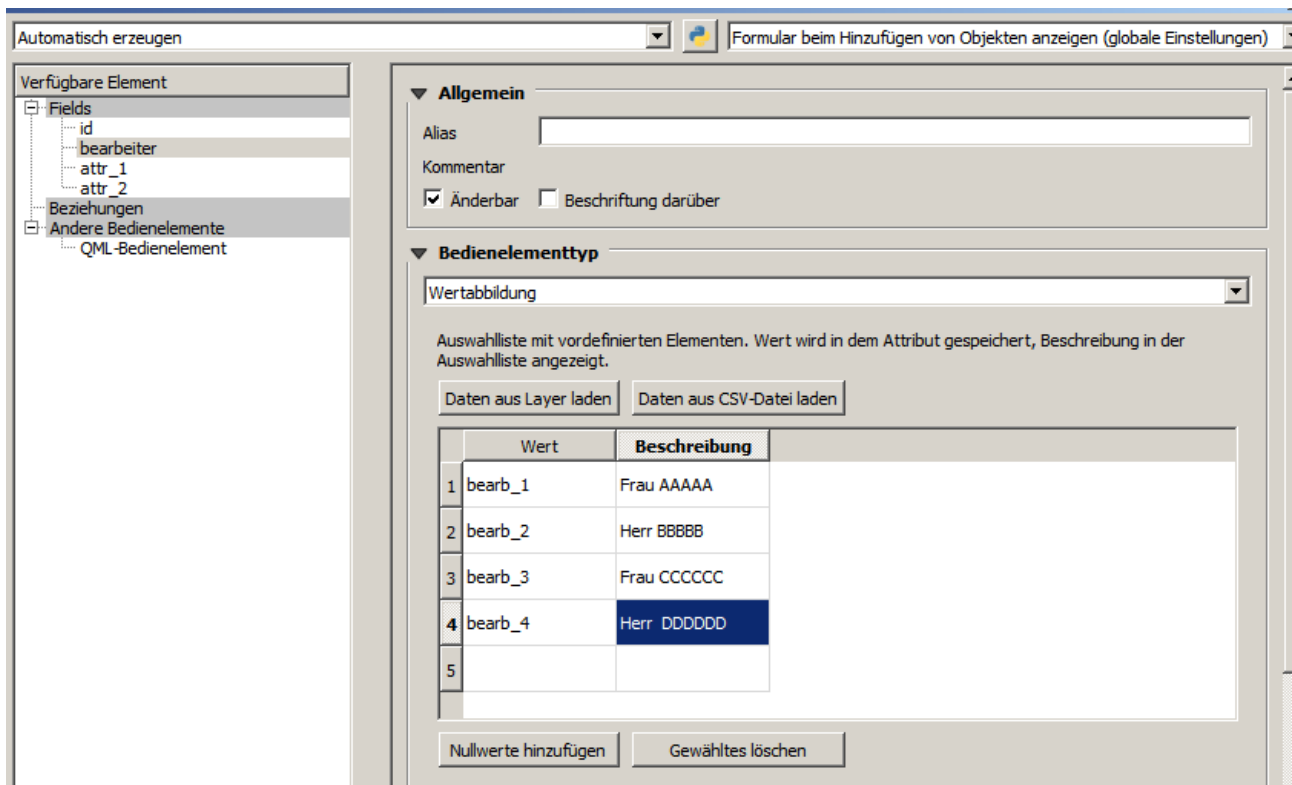 Automatisch erzeugen
Formular beim Hinzufügen von Objekten anzeigen (globale Einstellungen)
Verfügbare Element
Fields
id
bearbeiter
attr_1
attr_2
Beziehungen
Andere Bedienelemente
QML-Bedienelement
Allgemein
Alias
Kommentar
Änderbar Beschriftung darüber
Bedienelementtyp
Wertabbildung
Auswahlliste mit vordefinierten Elementen. Wert wird in dem Attribut gespeichert, Beschreibung in der
Auswahlliste angezeigt.
Daten aus Layer laden Daten aus CSV-Datei laden
Wert Beschreibung
1 bearb_1 Frau AAAAA
2 bearb_2 Herr BBBBB
3 bearb_3 Frau CCCCCC
4 bearb_4 Herr DDDDDD
5
Nullwerte hinzufügen Gewähltes löschen